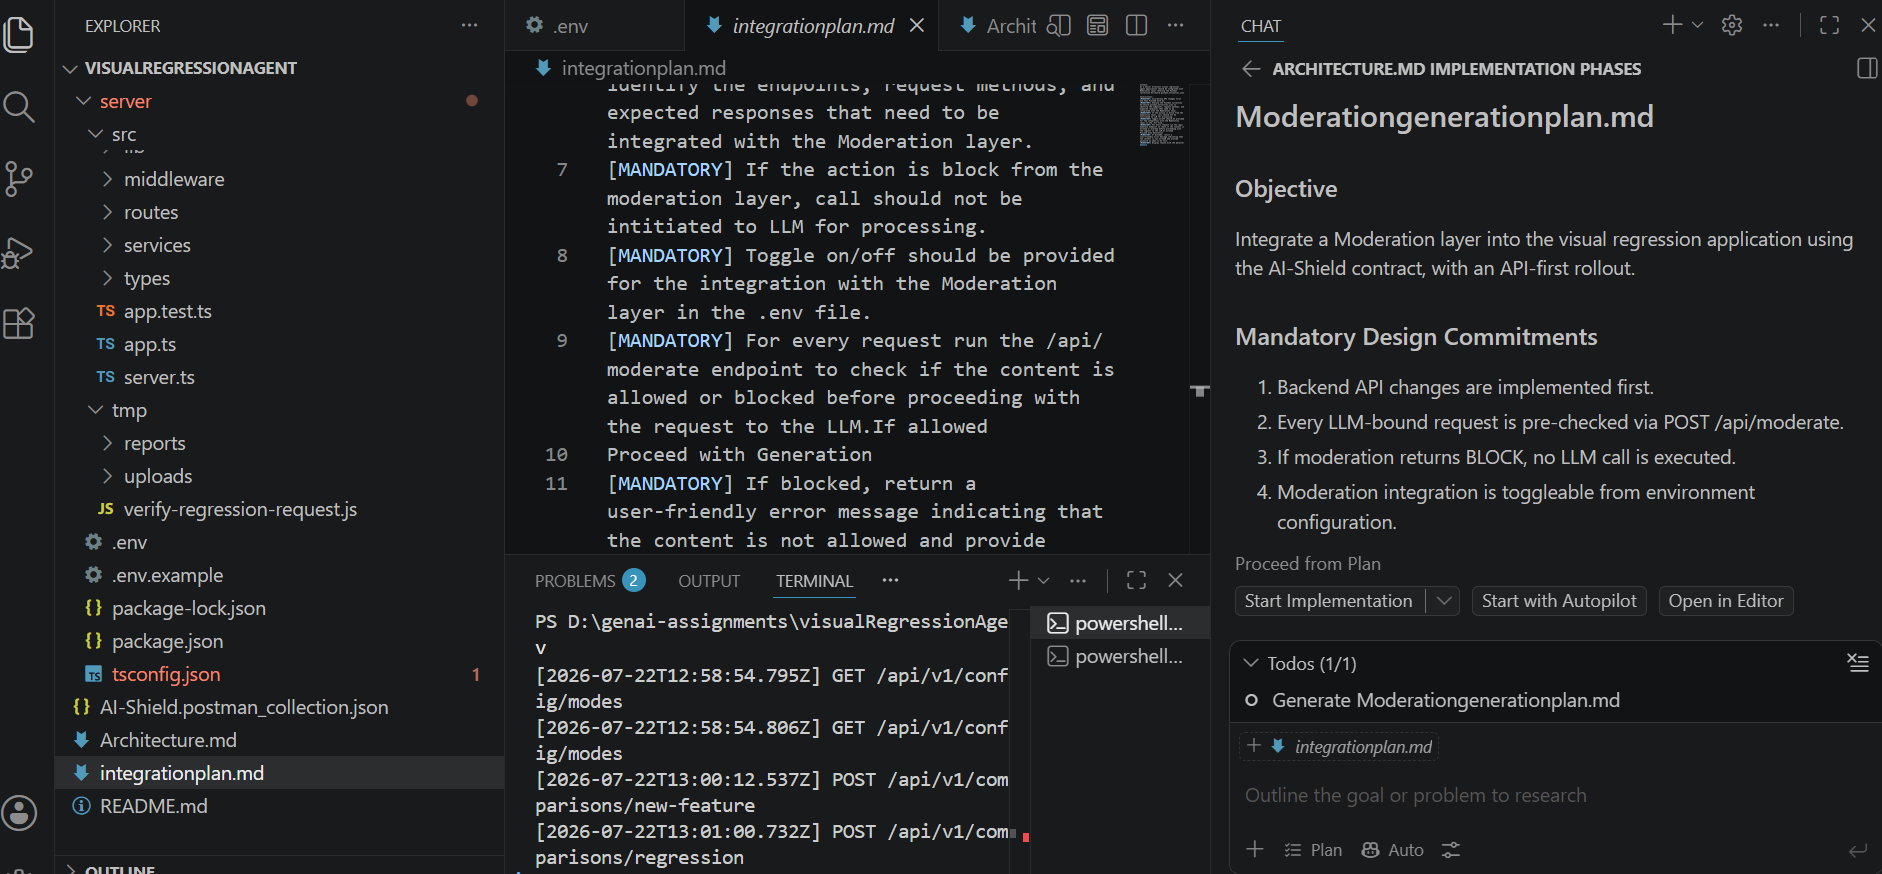 EXPLORER
VISUALREGRESSIONAGENT
server
src
middleware
routes
services
types
TS app.test.ts
TS app.ts
TS server.ts
tmp
reports
uploads
JS verify-regression-request.js
.env
.env.example
{} package-lock.json
{} package.json
TS tsconfig.json 1
{} AI-Shield.postman_collection.json
Architecture.md
integrationplan.md
README.md
OUTLINE
.env
integrationplan.md
Archit
integrationplan.md
identify the endpoints, request methods, and
expected responses that need to be
integrated with the Moderation layer.
7 [MANDATORY] If the action is block from the
moderation layer, call should not be
intitiated to LLM for processing.
8 [MANDATORY] Toggle on/off should be provided
for the integration with the Moderation
layer in the .env file.
9 [MANDATORY] For every request run the /api/
moderate endpoint to check if the content is
allowed or blocked before proceeding with
the request to the LLM.If allowed
10 Proceed with Generation
11 [MANDATORY] If blocked, return a
user-friendly error message indicating that
the content is not allowed and provide
PROBLEMS 2 OUTPUT TERMINAL
PS D:\genai-assignments\visualRegressionAge
v
[2026-07-22T12:58:54.795Z] GET /api/v1/conf
ig/modes
[2026-07-22T12:58:54.806Z] GET /api/v1/conf
ig/modes
[2026-07-22T13:00:12.537Z] POST /api/v1/com
parisons/new-feature
[2026-07-22T13:01:00.732Z] POST /api/v1/com
parisons/regression
powershell...
powershell...
CHAT
ARCHITECTURE.MD IMPLEMENTATION PHASES
Moderationgenerationplan.md
Objective
Integrate a Moderation layer into the visual regression application using
the AI-Shield contract, with an API-first rollout.
Mandatory Design Commitments
1. Backend API changes are implemented first.
2. Every LLM-bound request is pre-checked via POST /api/moderate.
3. If moderation returns BLOCK, no LLM call is executed.
4. Moderation integration is toggleable from environment
configuration.
Proceed from Plan
Start Implementation
Start with Autopilot
Open in Editor
Todos (1/1)
Generate Moderationgenerationplan.md
integrationplan.md
Outline the goal or problem to research
Plan
Auto